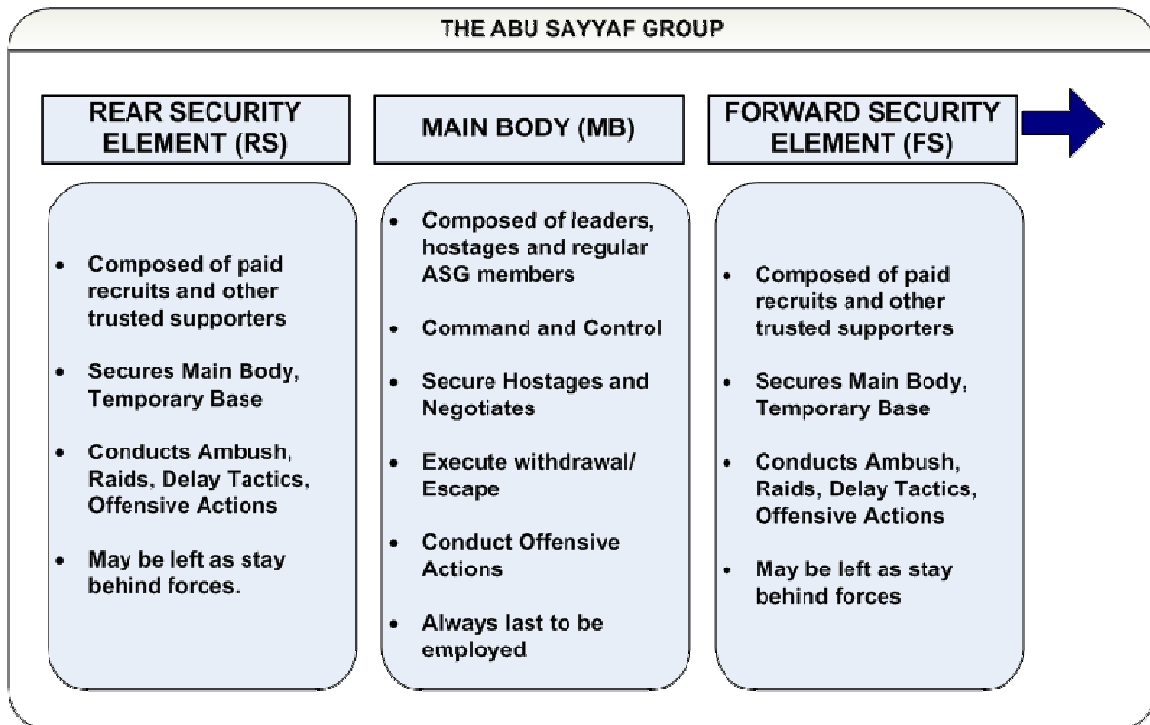 THE ABU SAYYAF GROUP
REAR SECURITY
ELEMENT (RS)
• Composed of paid
recruits and other
trusted supporters
• Secures Main Body,
Temporary Base
• Conducts Ambush,
Raids, Delay Tactics,
Offensive Actions
• May be left as stay
behind forces.
MAIN BODY (MB)
• Composed of leaders,
hostages and regular
ASG members
• Command and Control
• Secure Hostages and
Negotiates
• Execute withdrawal/
Escape
• Conduct Offensive
Actions
• Always last to be
employed
FORWARD SECURITY
ELEMENT (FS)
• Composed of paid
recruits and other
trusted supporters
• Secures Main Body,
Temporary Base
• Conducts Ambush,
Raids, Delay Tactics,
Offensive Actions
• May be left as stay
behind forces